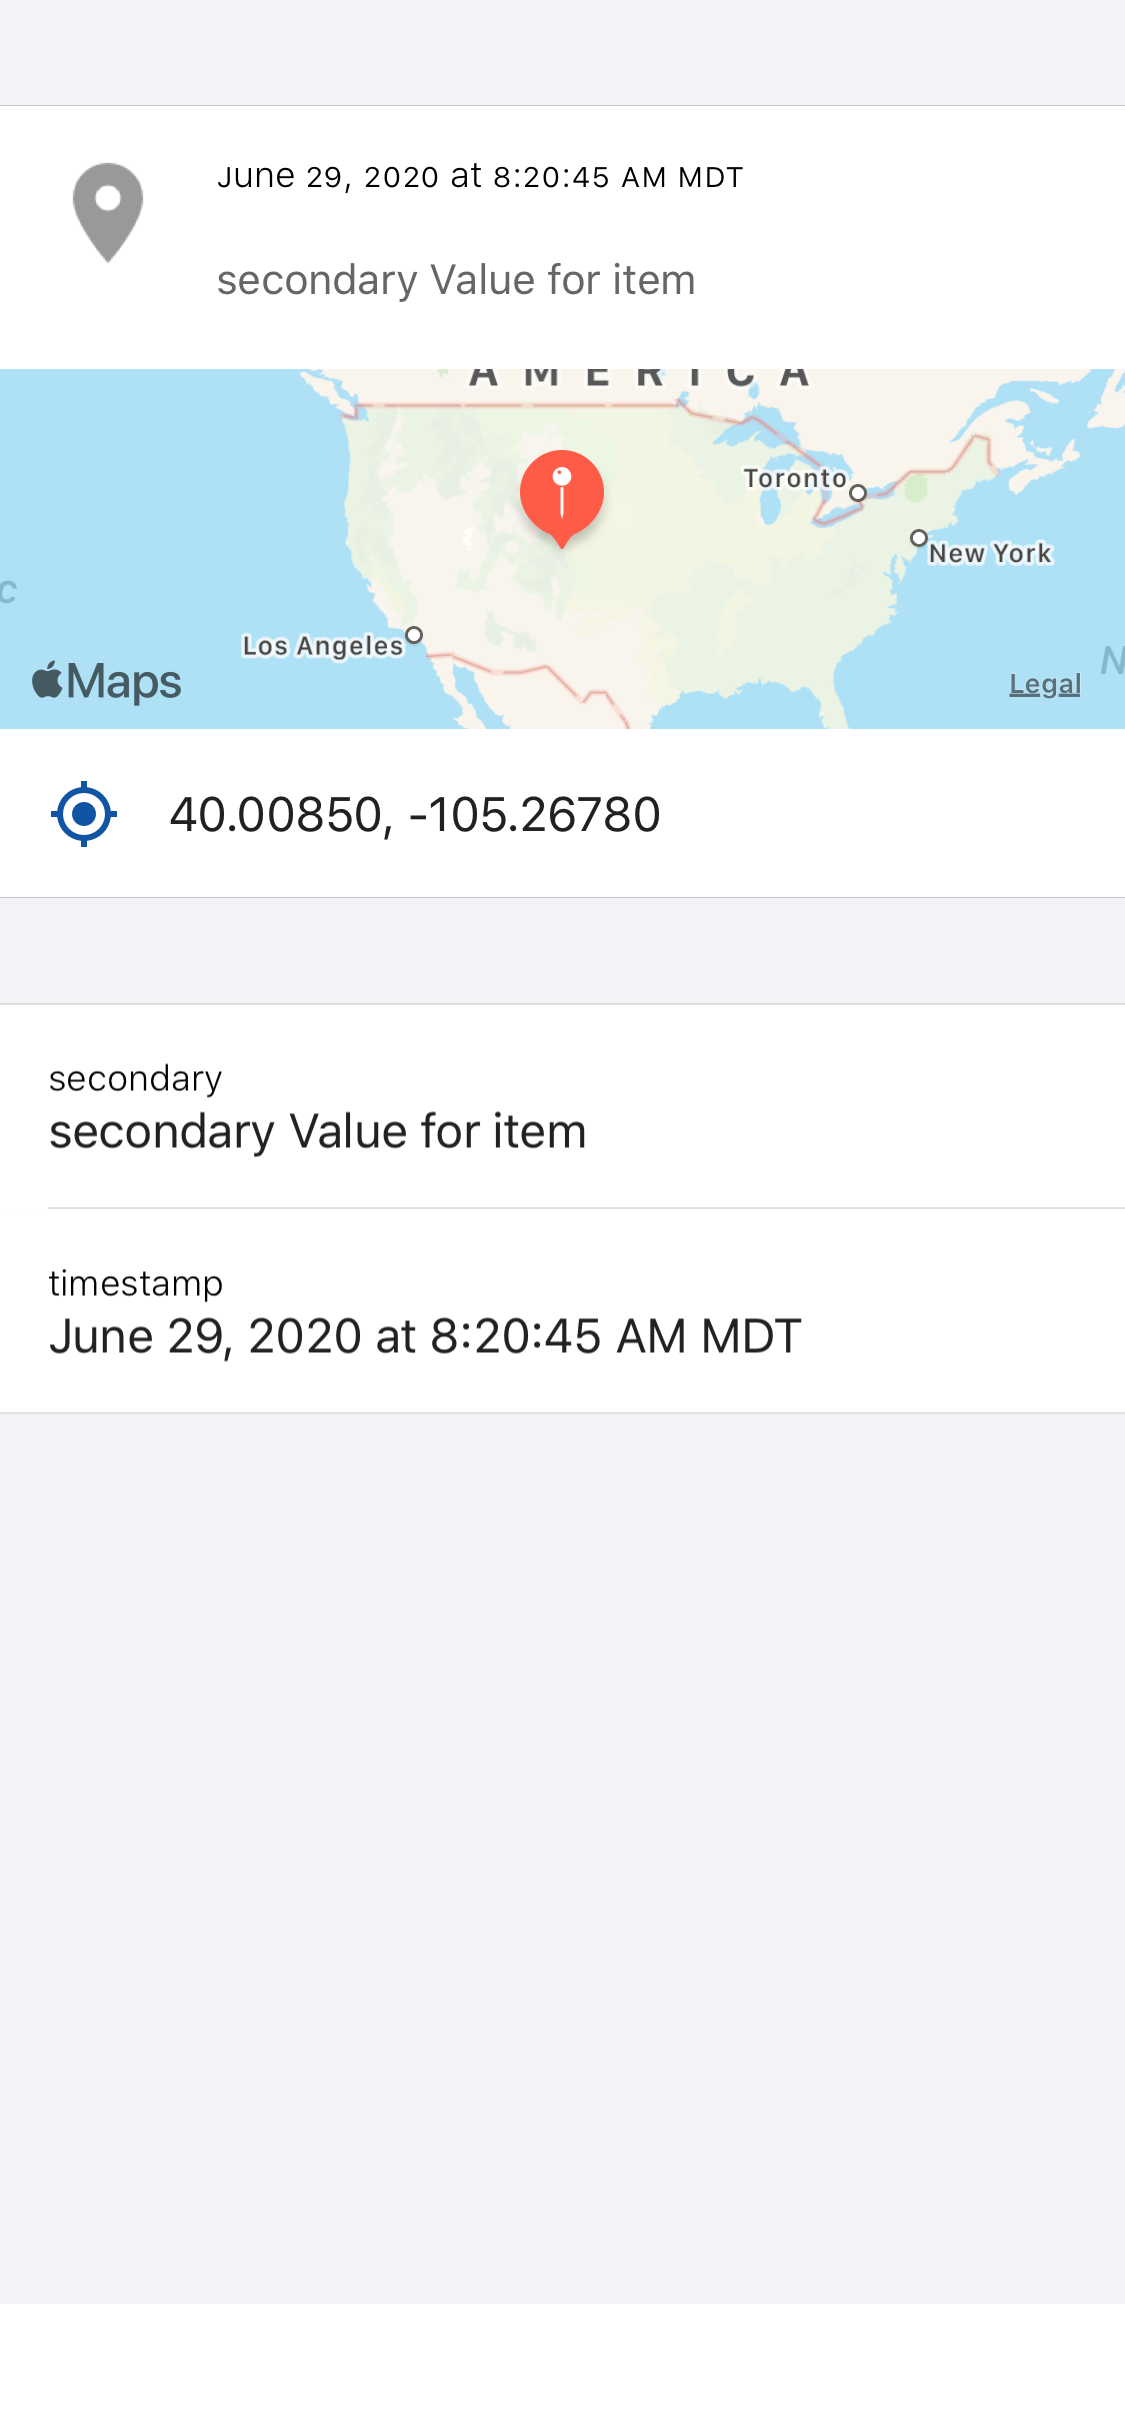 June 29, 2020 at 8:20:45 AM MDT
secondary Value for item
AMERICA
Toronto
New York
C
Los Angeles
Maps
Legal
N
40.00850, -105.26780
secondary
secondary Value for item
timestamp
June 29, 2020 at 8:20:45 AM MDT